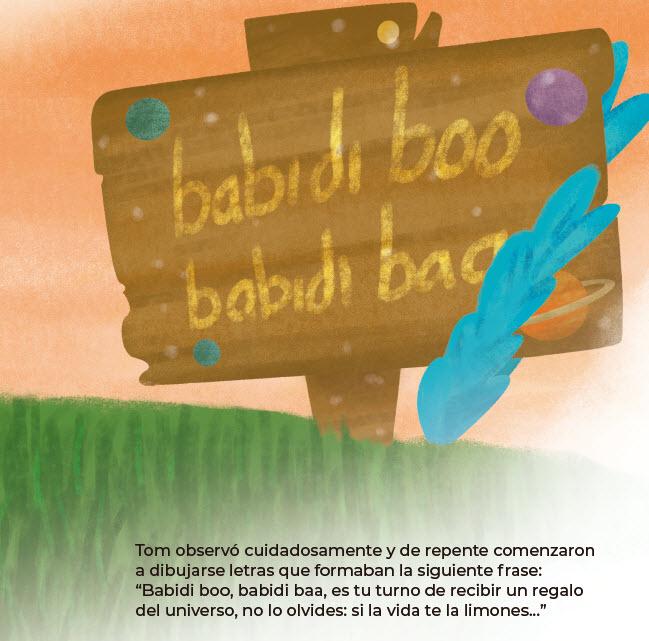 babidi boo
babidi baa
Tom observó cuidadosamente y de repente comenzaron
a dibujarse letras que formaban la siguiente frase:
“Babidi boo, babidi baa, es tu turno de recibir un regalo
del universo, no lo olvides: si la vida te la limones...”